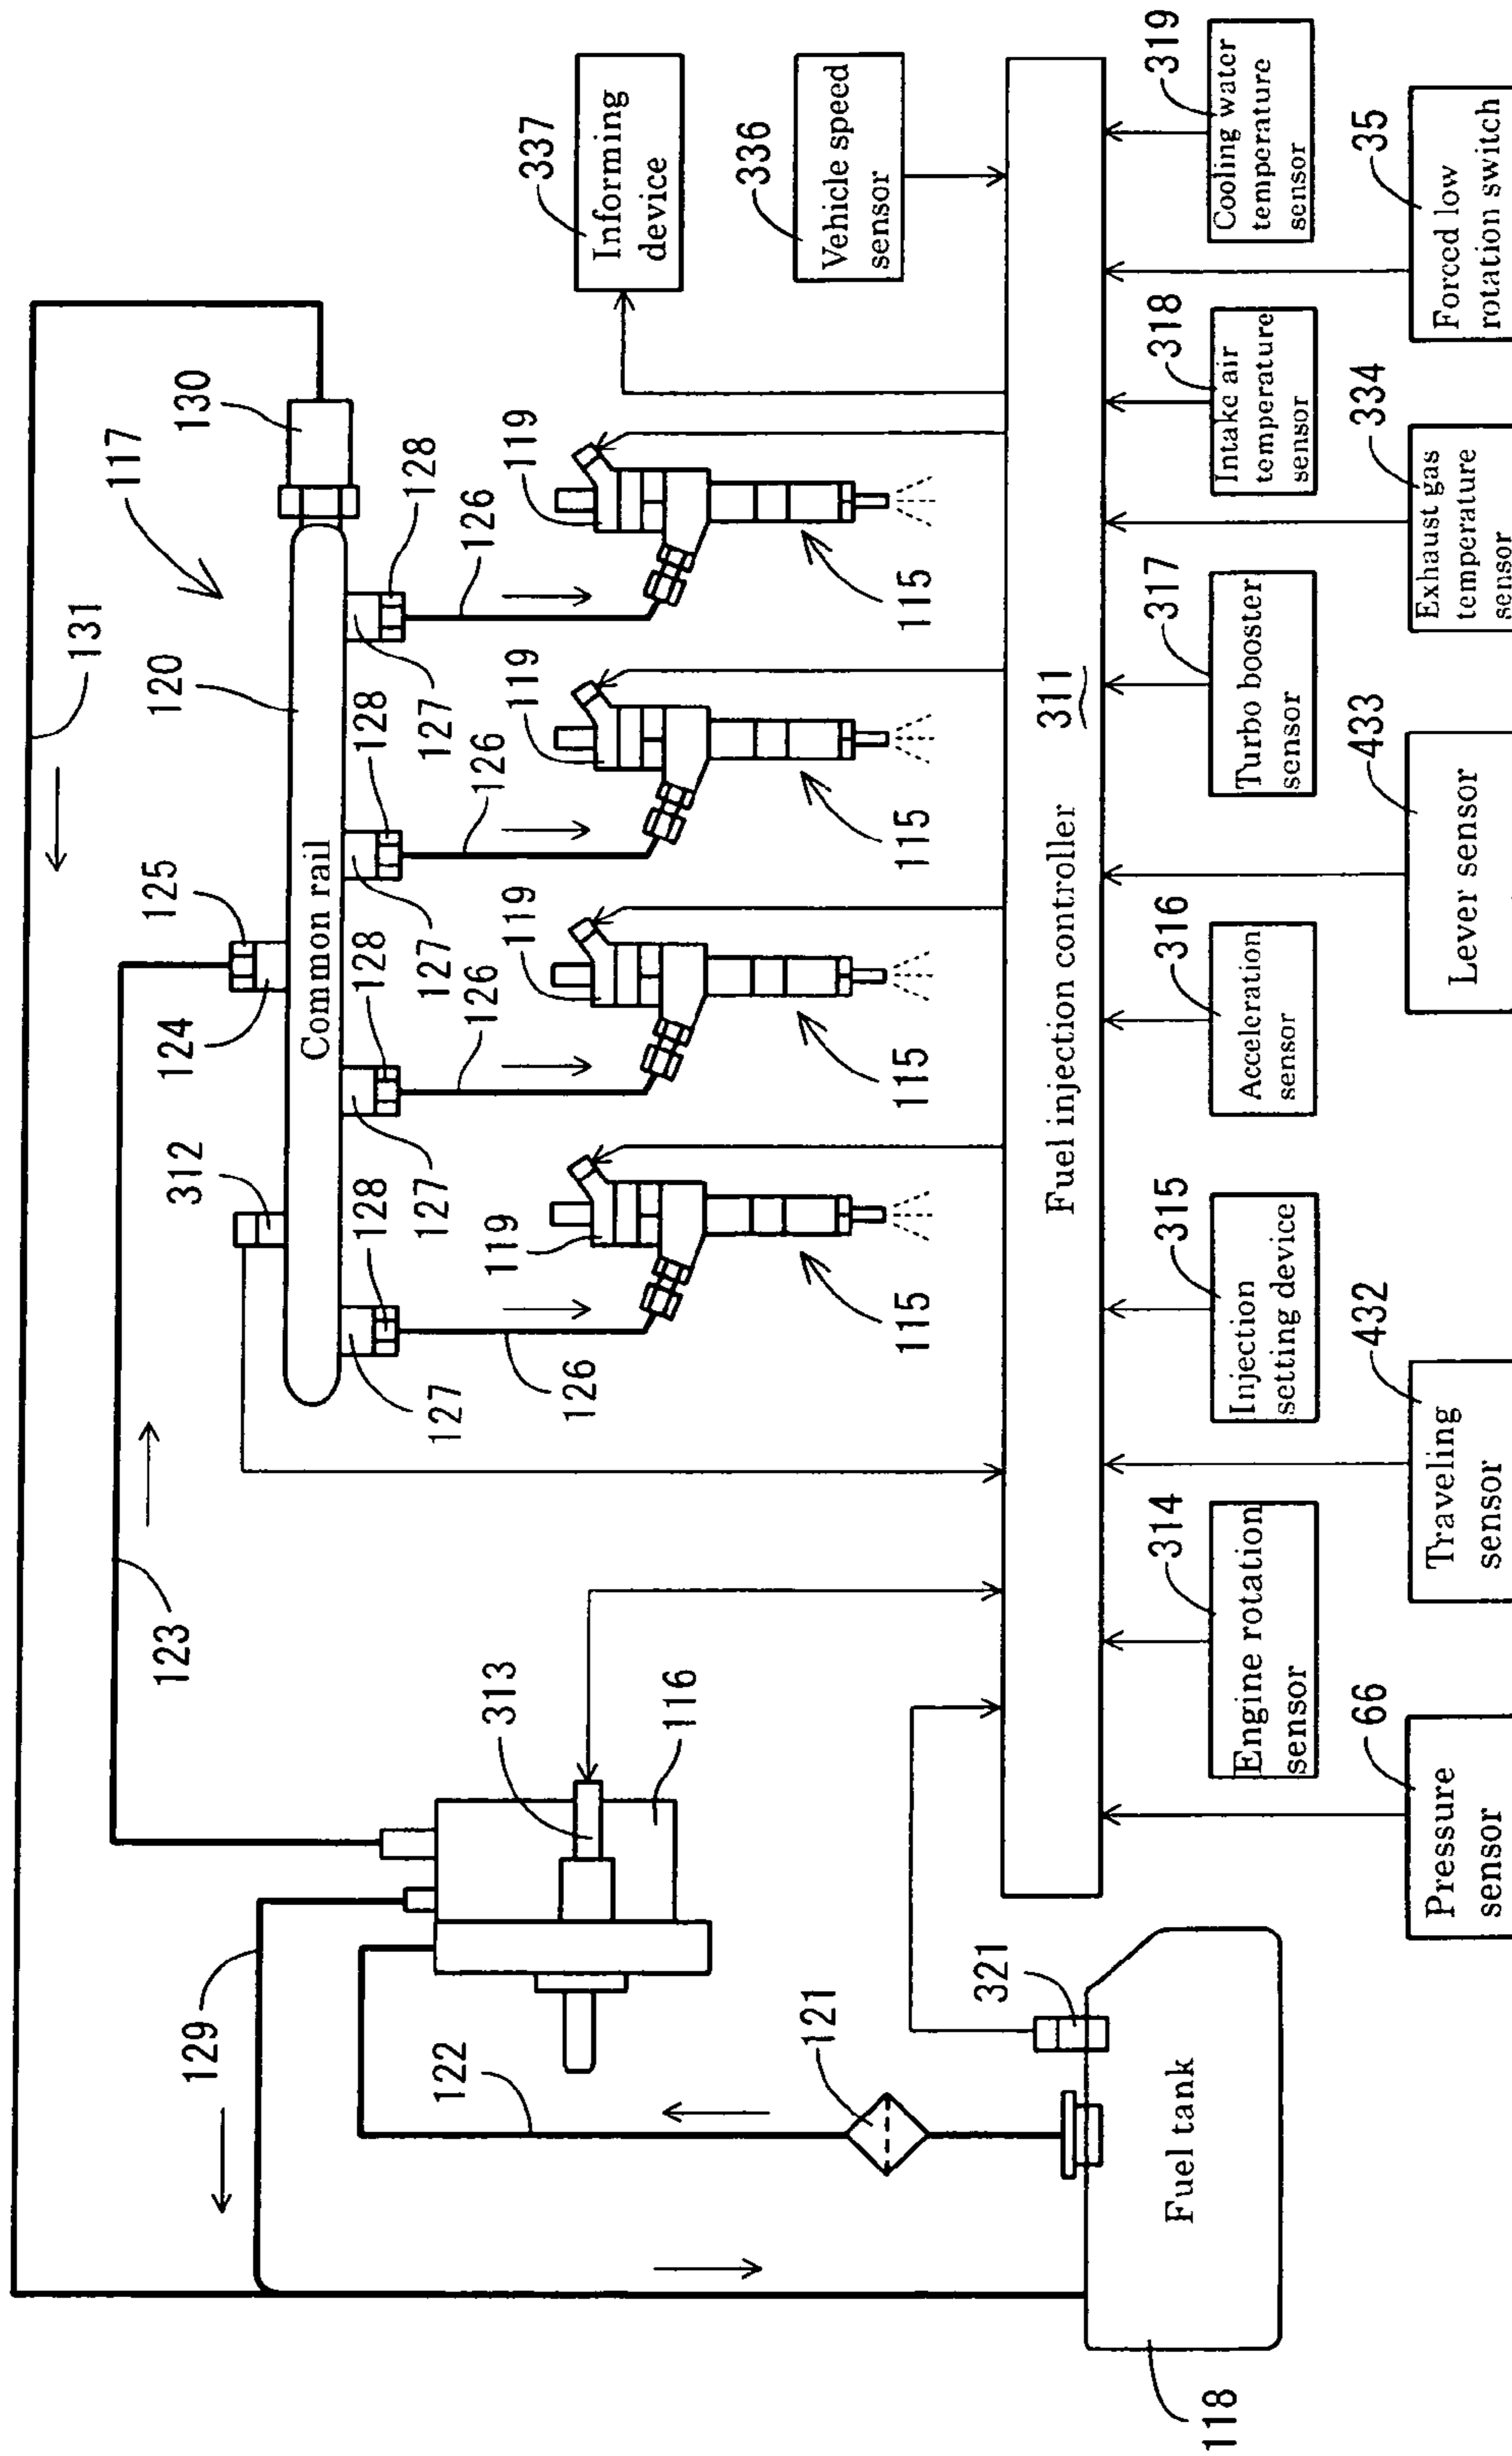 131
117
120
130
125
124
312
123
129
Common rail
128
128
128
128
127
127
127
127
126
126
126
126
119
119
119
119
115
115
115
115
337
Informing
device
336
Vehicle speed
sensor
313
116
122
121
321
Fuel tank
118
Fuel injection controller
311
314
Engine rotation
sensor
315
Injection
setting device
316
Acceleration
sensor
317
Turbo booster
sensor
318
Intake air
temperature
sensor
319
Cooling water
temperature
sensor
66
Pressure
sensor
432
Traveling
sensor
433
Lever sensor
334
Exhaust gas
temperature
sensor
35
Forced low
rotation switch